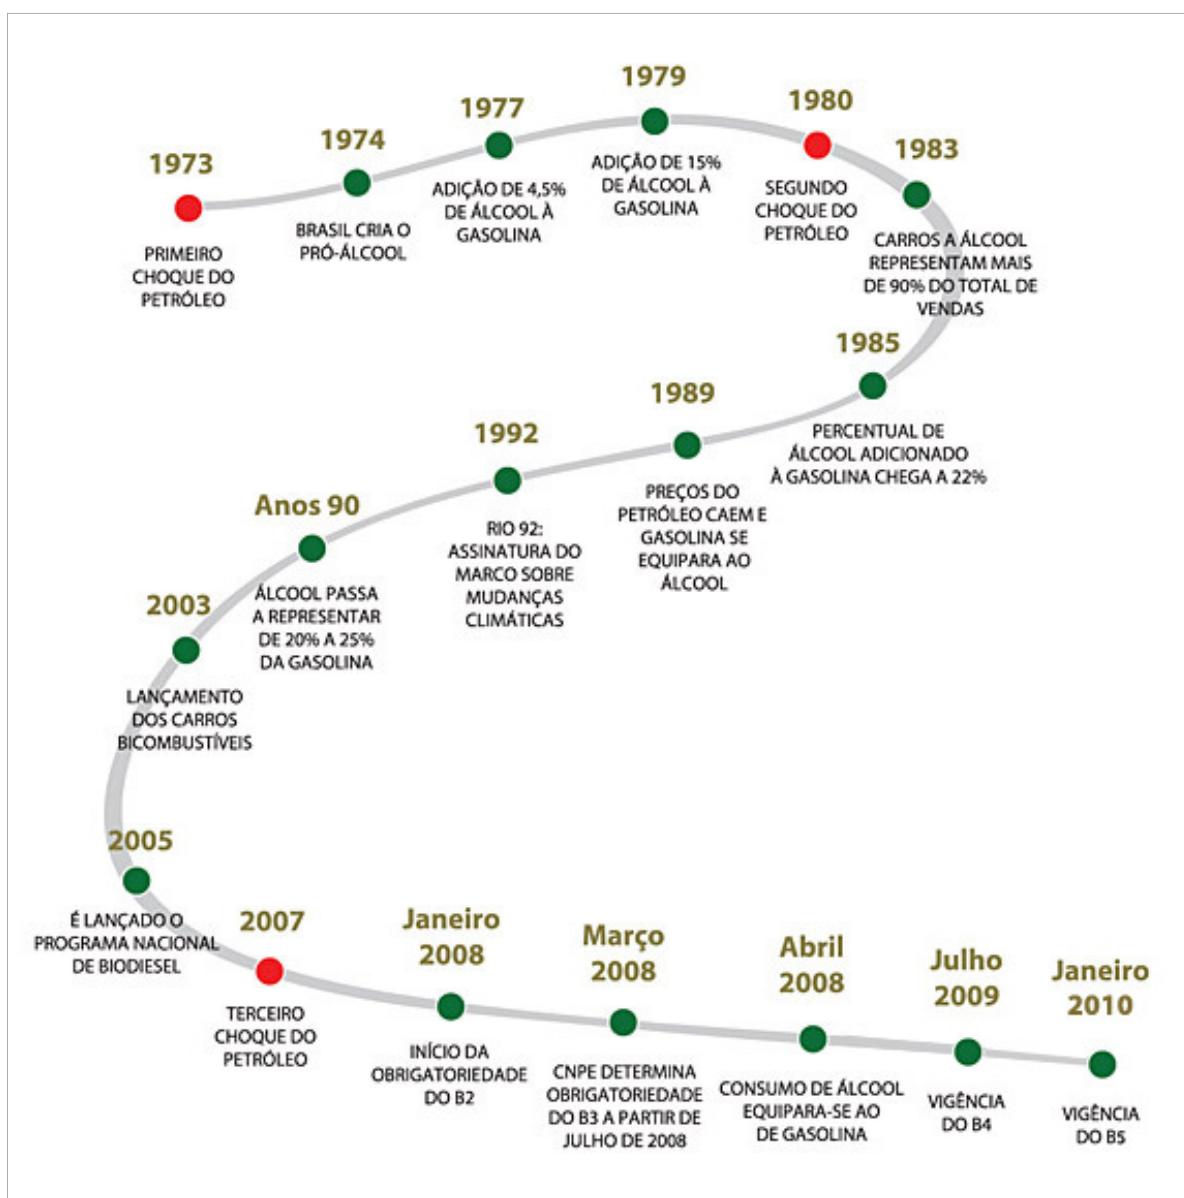 1973
PRIMEIRO
CHOQUE DO
PETRÓLEO
1974
BRASIL CRIA O
PRÓ-ÁLCOOL
1977
ADIÇÃO DE 4,5%
DE ÁLCOOL À
GASOLINA
1979
ADIÇÃO DE 15%
DE ÁLCOOL À
GASOLINA
1980
SEGUNDO
CHOQUE DO
PETRÓLEO
1983
CARROS A ÁLCOOL
REPRESENTAM MAIS
DE 90% DO TOTAL DE
VENDAS
1985
PERCENTUAL DE
ÁLCOOL ADICIONADO
À GASOLINA CHEGA A 22%
1989
PREÇOS DO
PETRÓLEO CAEM E
GASOLINA SE
EQUIPARA AO
ÁLCOOL
1992
RIO 92:
ASSINATURA DO
MARCO SOBRE
MUDANÇAS
CLIMÁTICAS
Anos 90
ÁLCOOL PASSA
A REPRESENTAR
DE 20% A 25%
DA GASOLINA
2003
LANÇAMENTO
DOS CARROS
BICOMBUSTÍVEIS
2005
É LANÇADO O
PROGRAMA NACIONAL
DE BIODIESEL
2007
TERCEIRO
CHOQUE DO
PETRÓLEO
Janeiro
2008
INÍCIO DA
OBRIGATORIEDADE
DO B2
Março
2008
CNPE DETERMINA
OBRIGATORIEDADE
DO B3 A PARTIR DE
JULHO DE 2008
Abril
2008
CONSUMO DE ÁLCOOL
EQUIPARA-SE AO
DE GASOLINA
Julho
2009
VIGÊNCIA
DO B4
Janeiro
2010
VIGÊNCIA
DO B5